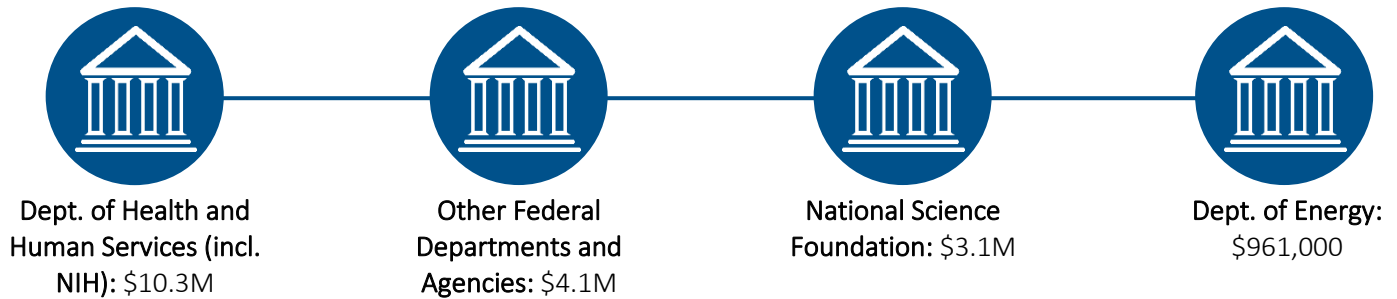 Dept. of Health and
Human Services (incl.
NIH): $10.3M
Other Federal
Departments and
Agencies: $4.1M
National Science
Foundation: $3.1M
Dept. of Energy:
$961,000